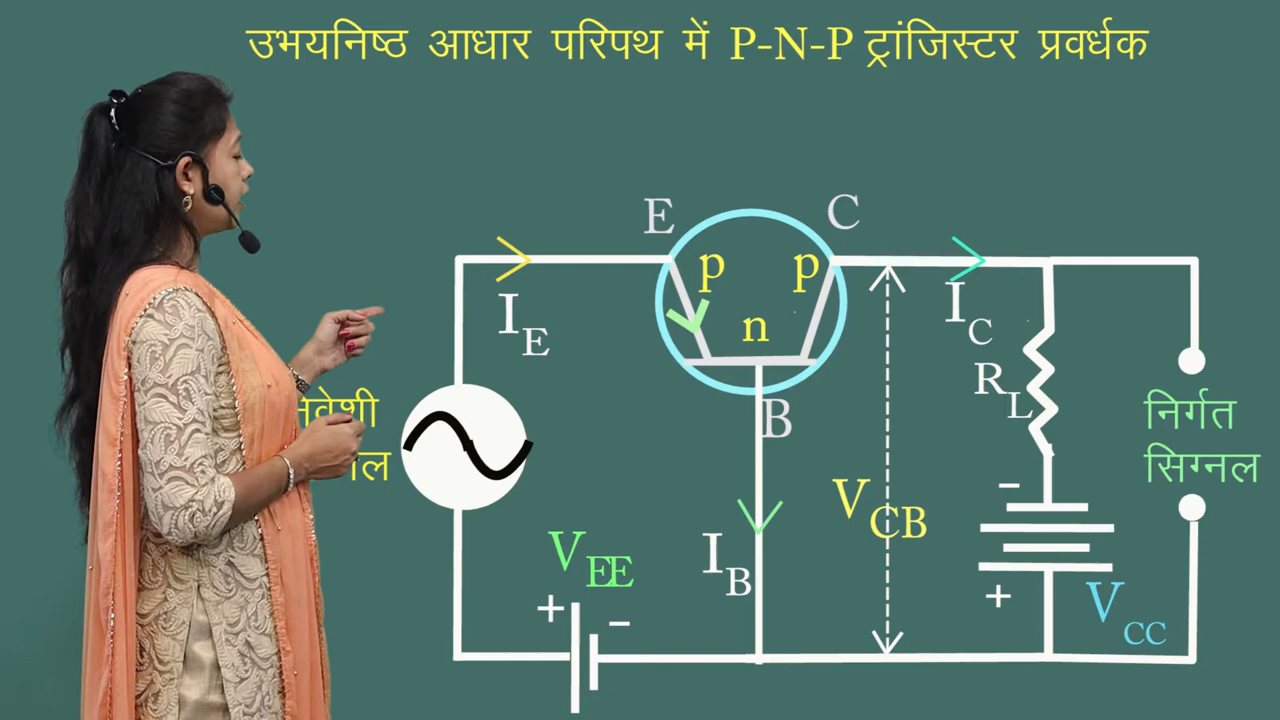 उभयनिष्ठ आधार परिपथ में P-N-P ट्रांजिस्टर प्रवर्धक
E
C
p
p
n
I E
I C
R L
B
निर्गत
सिग्नल
V CB
V EE
I B
+
−
−
+
V CC